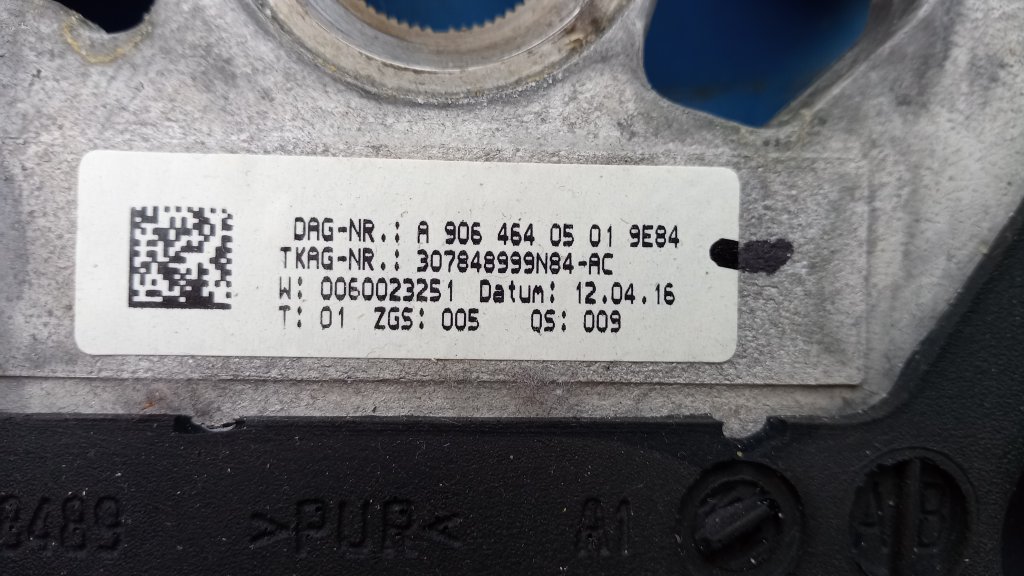 DAG-NR.: A 906 464 05 01 9E84
TKAG-NR.: 307848999N84-AC
W: 0060023251 Datum: 12.04.16
T: 01 ZGS: 005 QS: 009
>PUR< A1